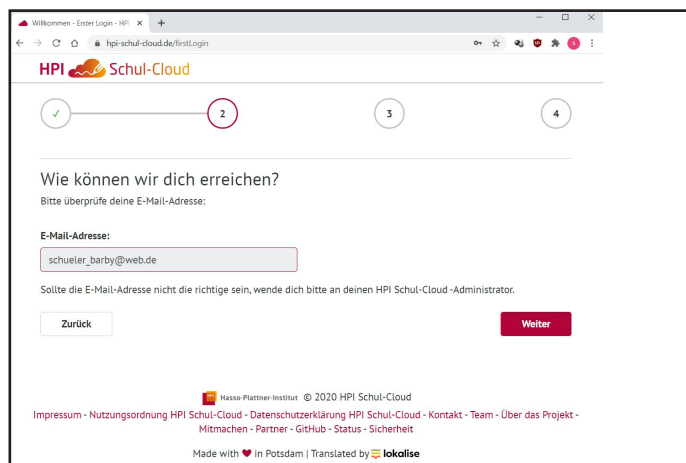 Willkommen - Erster Login - HPI
hpi-schul-cloud.de/firstLogin
HPI Schul-Cloud
2
3
4
Wie können wir dich erreichen?
Bitte überprüfe deine E-Mail-Adresse:
E-Mail-Adresse:
schueler_barby@web.de
Sollte die E-Mail-Adresse nicht die richtige sein, wende dich bitte an deinen HPI Schul-Cloud -Administrator.
Zurück
Weiter
HPI Hasso-Plattner-Institut © 2020 HPI Schul-Cloud
Impressum - Nutzungsordnung HPI Schul-Cloud - Datenschutzerklärung HPI Schul-Cloud - Kontakt - Team - Über das Projekt -
Mitmachen - Partner - GitHub - Status - Sicherheit
Made with ♥ in Potsdam | Translated by lokalise